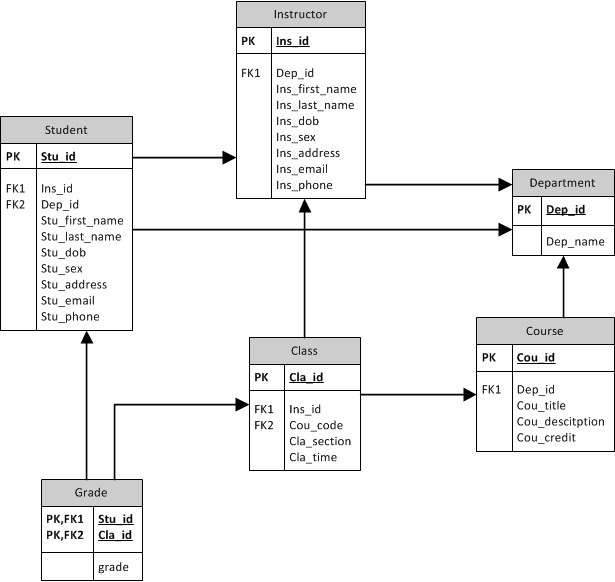 Instructor
PK Ins_id
FK1 Dep_id
Ins_first_name
Ins_last_name
Ins_dob
Ins_sex
Ins_address
Ins_email
Ins_phone
Student
PK Stu_id
FK1 Ins_id
FK2 Dep_id
Stu_first_name
Stu_last_name
Stu_dob
Stu_sex
Stu_address
Stu_email
Stu_phone
Department
PK Dep_id
Dep_name
Class
PK Cla_id
FK1 Ins_id
FK2 Cou_code
Cla_section
Cla_time
Course
PK Cou_id
FK1 Dep_id
Cou_title
Cou_descitption
Cou_credit
Grade
PK,FK1 Stu_id
PK,FK2 Cla_id
grade